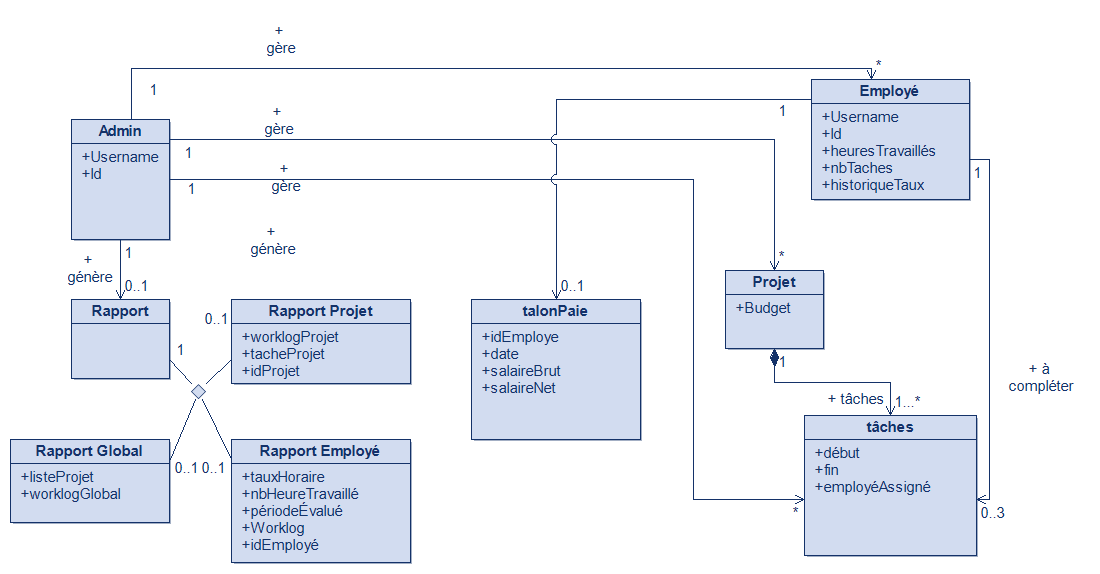 +
gère
*
1
Employé
+Username
+Id
+heuresTravaillés
+nbTaches
+historiqueTaux
1
1
Admin
+Username
+Id
+
gère
1
+
gère
1
+
génère
+
génère
1
0..1
*
Projet
+Budget
1
+ tâches
1...*
Rapport
1
0..1
Rapport Projet
+worklogProjet
+tacheProjet
+idProjet
0..1
talonPaie
+idEmploye
+date
+salaireBrut
+salaireNet
+ à
compléter
Rapport Global
+listeProjet
+worklogGlobal
0..1
0..1
Rapport Employé
+tauxHoraire
+nbHeureTravaillé
+périodeÉvalué
+Worklog
+idEmployé
tâches
+début
+fin
+employéAssigné
*
0..3